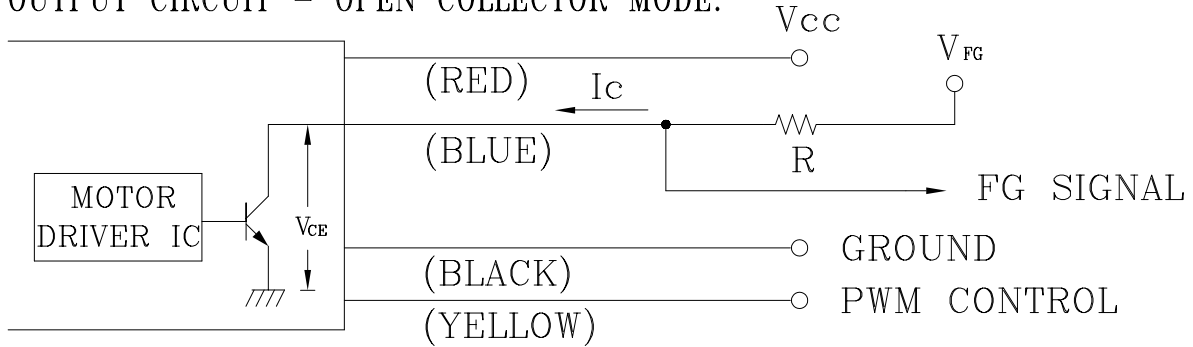 OUTPUT CIRCUIT - OPEN COLLECTOR MODE:
Vcc
VFG
(RED)
Ic
(BLUE)
R
FG SIGNAL
MOTOR
DRIVER IC
VCE
GROUND
(BLACK)
PWM CONTROL
(YELLOW)